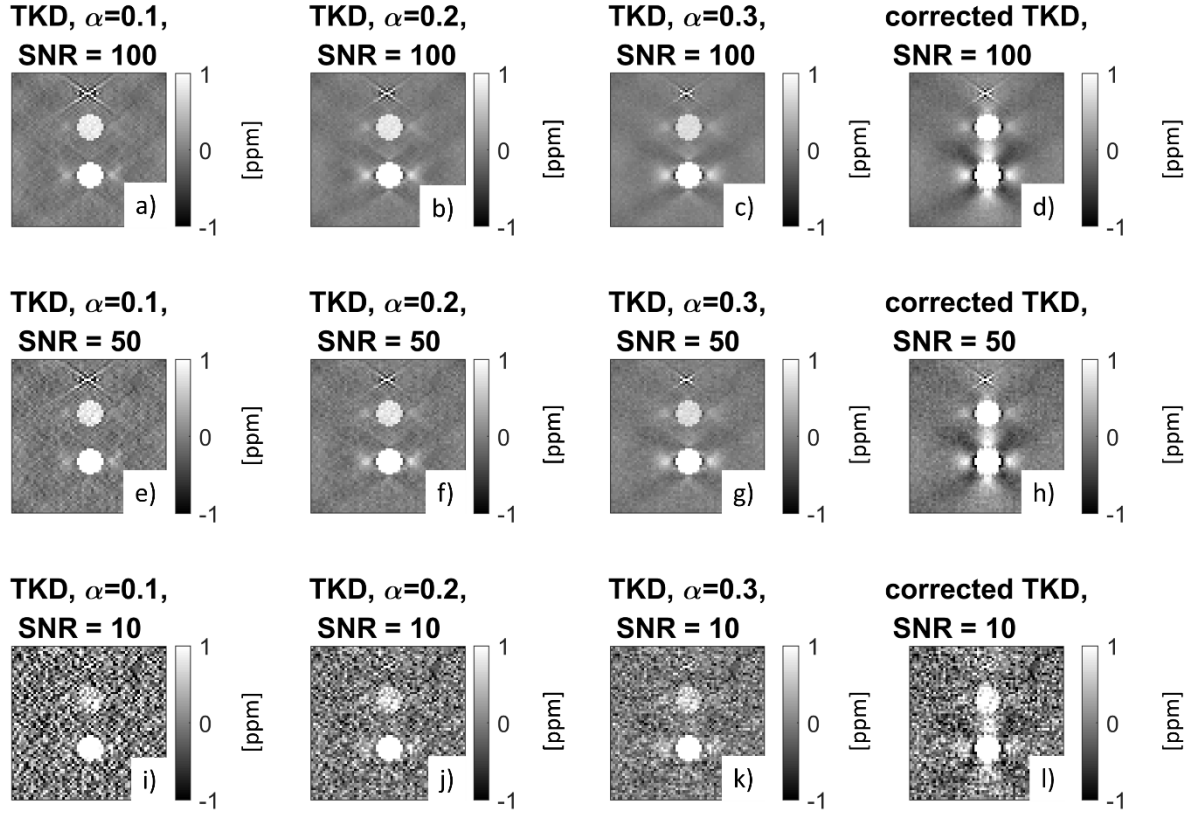 TKD, α=0.1,
SNR = 100
1
0
-1
[ppm]
a)
TKD, α=0.2,
SNR = 100
1
0
-1
[ppm]
b)
TKD, α=0.3,
SNR = 100
1
0
-1
[ppm]
c)
corrected TKD,
SNR = 100
1
0
-1
[ppm]
d)
TKD, α=0.1,
SNR = 50
1
0
-1
[ppm]
e)
TKD, α=0.2,
SNR = 50
1
0
-1
[ppm]
f)
TKD, α=0.3,
SNR = 50
1
0
-1
[ppm]
g)
corrected TKD,
SNR = 50
1
0
-1
[ppm]
h)
TKD, α=0.1,
SNR = 10
1
0
-1
[ppm]
i)
TKD, α=0.2,
SNR = 10
1
0
-1
[ppm]
j)
TKD, α=0.3,
SNR = 10
1
0
-1
[ppm]
k)
corrected TKD,
SNR = 10
1
0
-1
[ppm]
l)